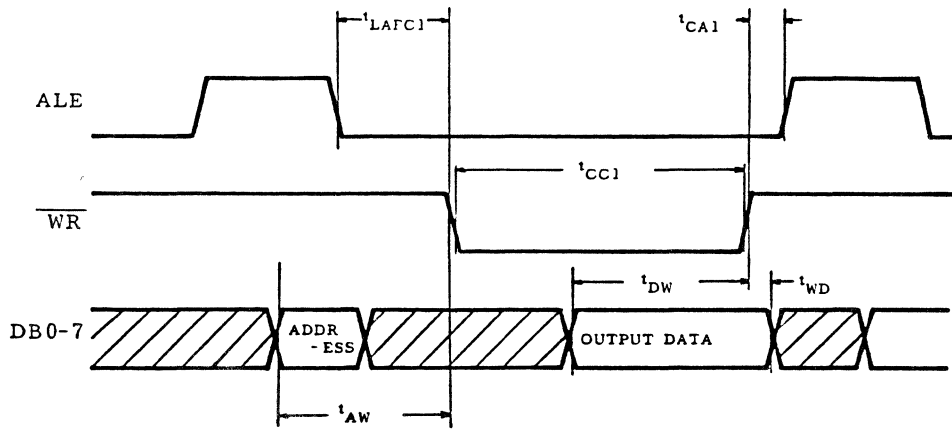 tLAFC1
tCA1
ALE
tCC1
WR
tDW
tWD
DB0-7
ADDR
-ESS
OUTPUT DATA
tAW